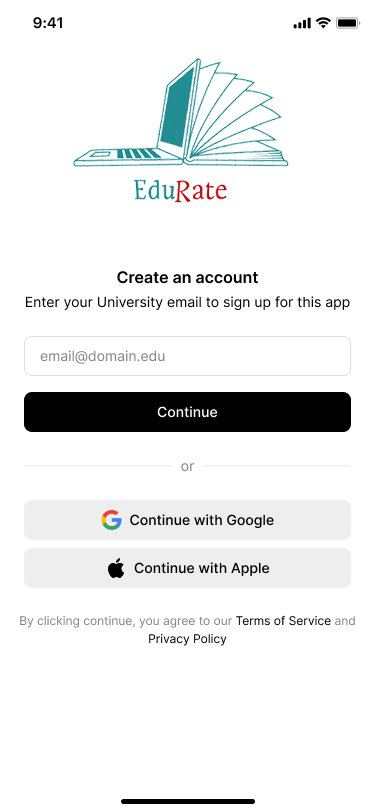 9:41
EduRate
Create an account
Enter your University email to sign up for this app
email@domain.edu
Continue
or
Continue with Google
Continue with Apple
By clicking continue, you agree to our Terms of Service and
Privacy Policy